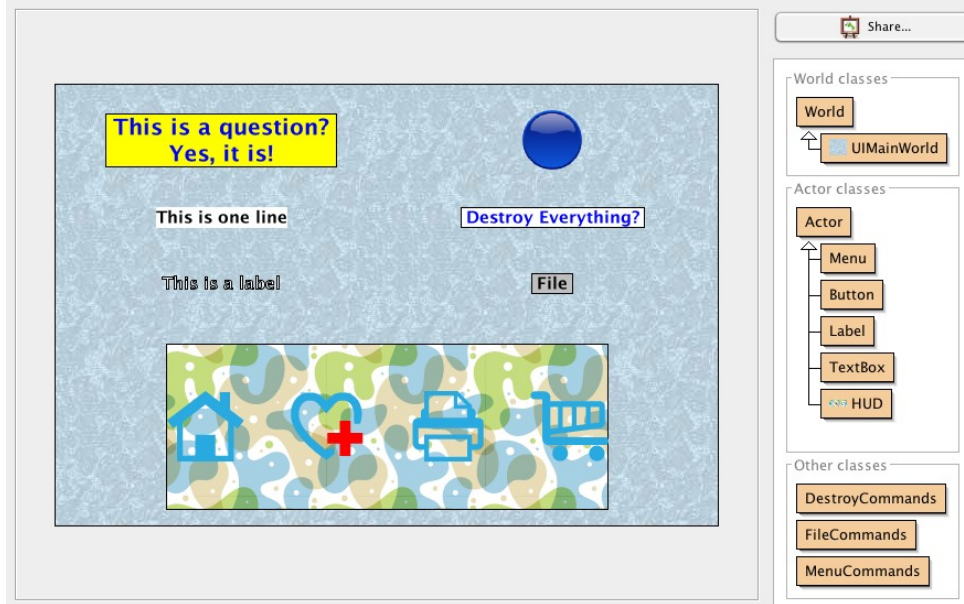 Share...
This is a question?
Yes, it is!
This is one line
Destroy Everything?
This is a label
File
World classes
World
UIMainWorld
Actor classes
Actor
Menu
Button
Label
TextBox
HUD
Other classes
DestroyCommands
FileCommands
MenuCommands